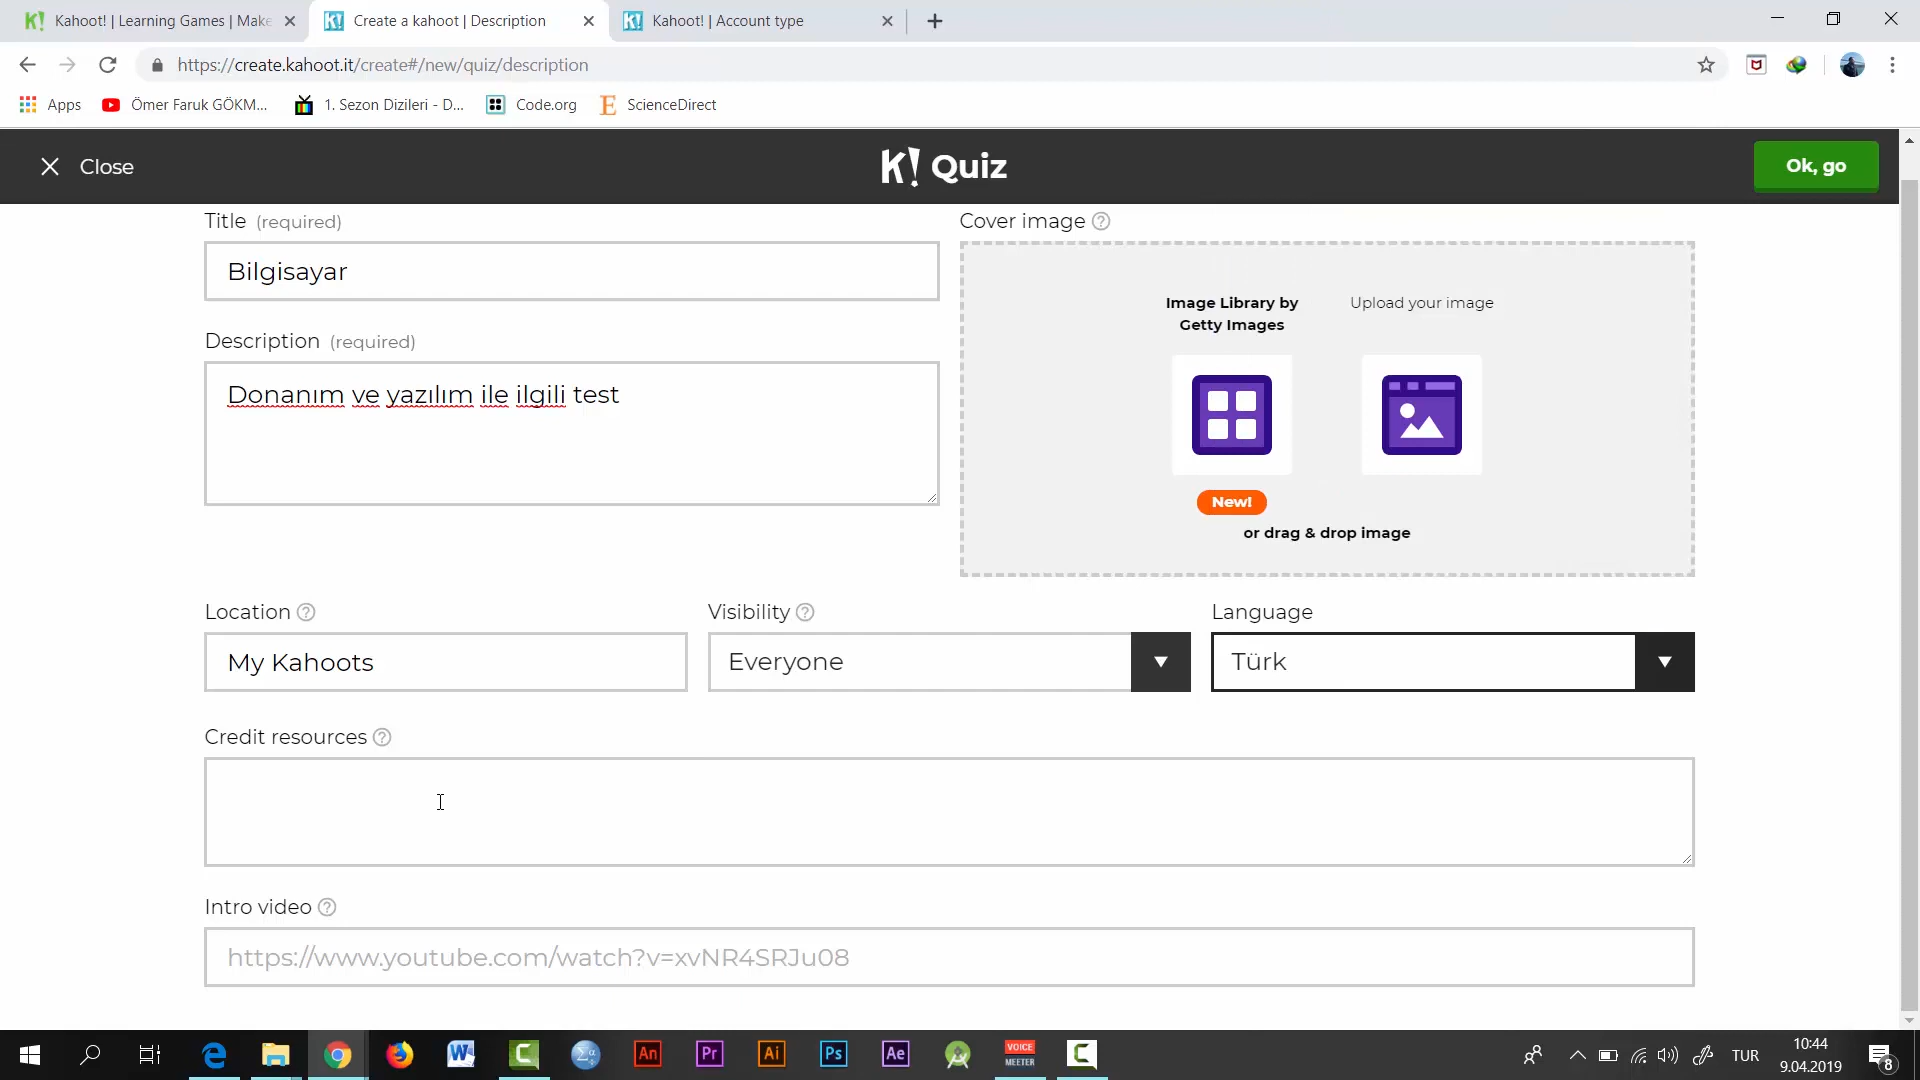 Kahoot! | Learning Games | Make
Create a kahoot | Description
Kahoot! | Account type
https://create.kahoot.it/create#/new/quiz/description
Apps
Ömer Faruk GÖKM...
1. Sezon Dizileri - D...
Code.org
ScienceDirect
Close
K! Quiz
Ok, go
Title (required)
Bilgisayar
Description (required)
Donanım ve yazılım ile ilgili test
Cover image
Image Library by
Getty Images
Upload your image
New!
or drag & drop image
Location
My Kahoots
Visibility
Everyone
Language
Türk
Credit resources
Intro video
https://www.youtube.com/watch?v=xvNR4SRJu08
An
Pr
Ai
Ps
Ae
VOICE
MEETER
TUR
10:44
9.04.2019
8